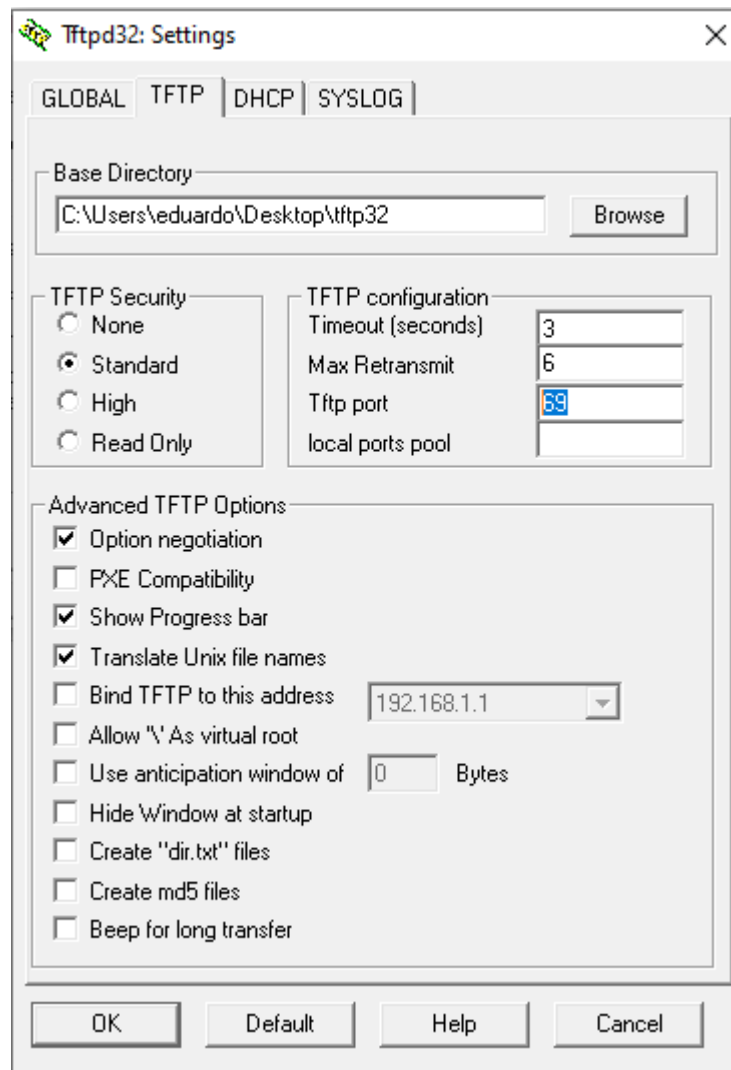 Tftpd32: Settings
GLOBAL TFTP DHCP SYSLOG
Base Directory
C:\Users\eduardo\Desktop\tftp32 Browse
TFTP Security
None
Standard
High
Read Only
TFTP configuration
Timeout (seconds) 3
Max Retransmit 6
Tftp port 69
local ports pool
Advanced TFTP Options
Option negotiation
PXE Compatibility
Show Progress bar
Translate Unix file names
Bind TFTP to this address 192.168.1.1
Allow '\' As virtual root
Use anticipation window of 0 Bytes
Hide Window at startup
Create "dir.txt" files
Create md5 files
Beep for long transfer
OK Default Help Cancel